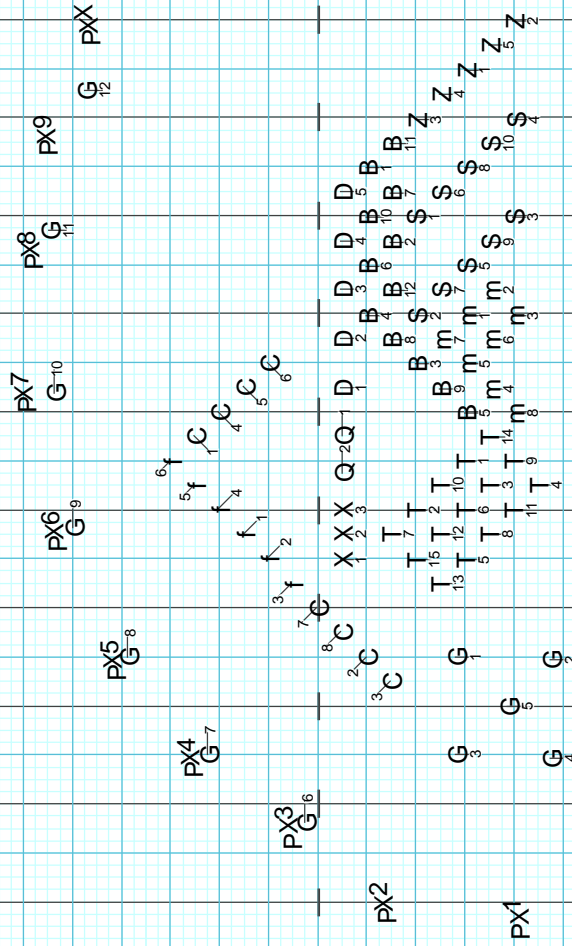 PX7 PX8
G10 G11 PX9
PX6
G9
G12 PXX
PX5
G8
f6
PX4 f5 C1
G7 f4 C4
f1 C5
f2 C6
PX3 f3
G6 C7
C8 X1 X2 X3 Q2 Q1 D1 D2 D3 D4 D5
C2 B4 B6 B10 B1
PX2 C3 T7 B8 B12 B2 B7 B11
T15 T2 B3 S2 S1 Z3
T13 T12 T10 B9 m7 S7 S6 Z4
G3 G1 T5 T6 T1 B5 m5 m1 S5 S8 Z1
T8 T3 T14 m4 m6 m2 S9 S10 Z5
PX1 G5 T11 T9 m8 m3 S3 S4 Z2
T4
G4 G2